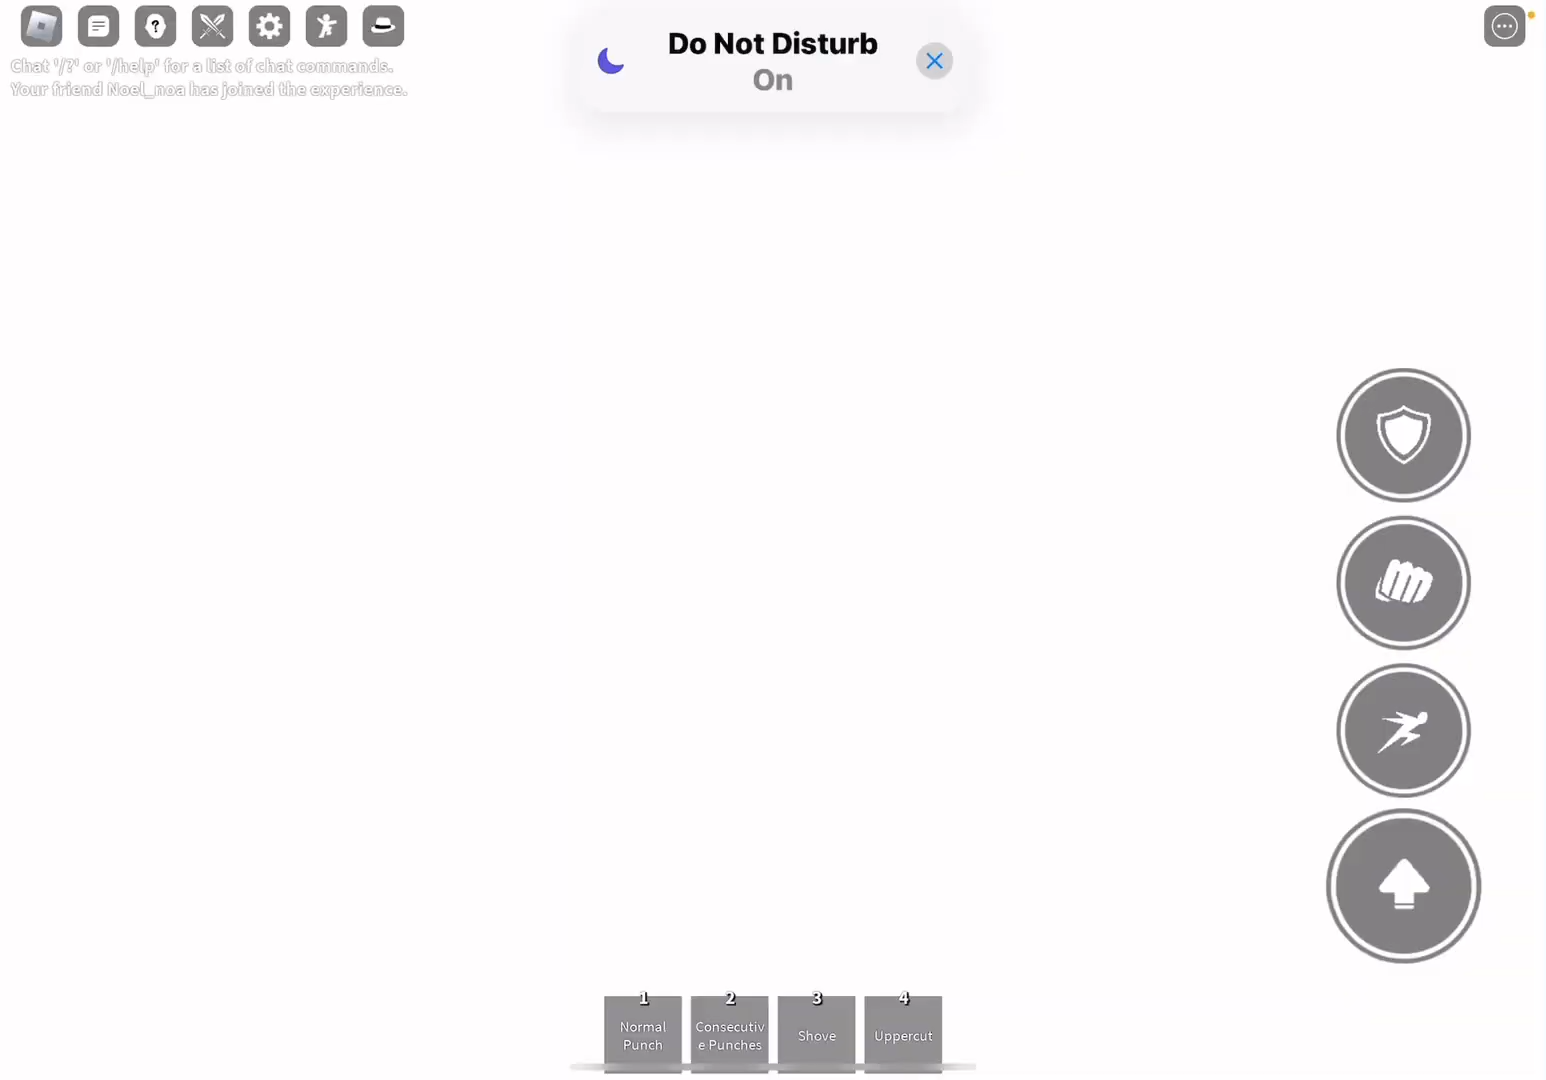 Do Not Disturb
On
Chat '/?' or '/help' for a list of chat commands.
Your friend Noel_noa has joined the experience.
1
Normal
Punch
2
Consecutiv
e Punches
3
Shove
4
Uppercut